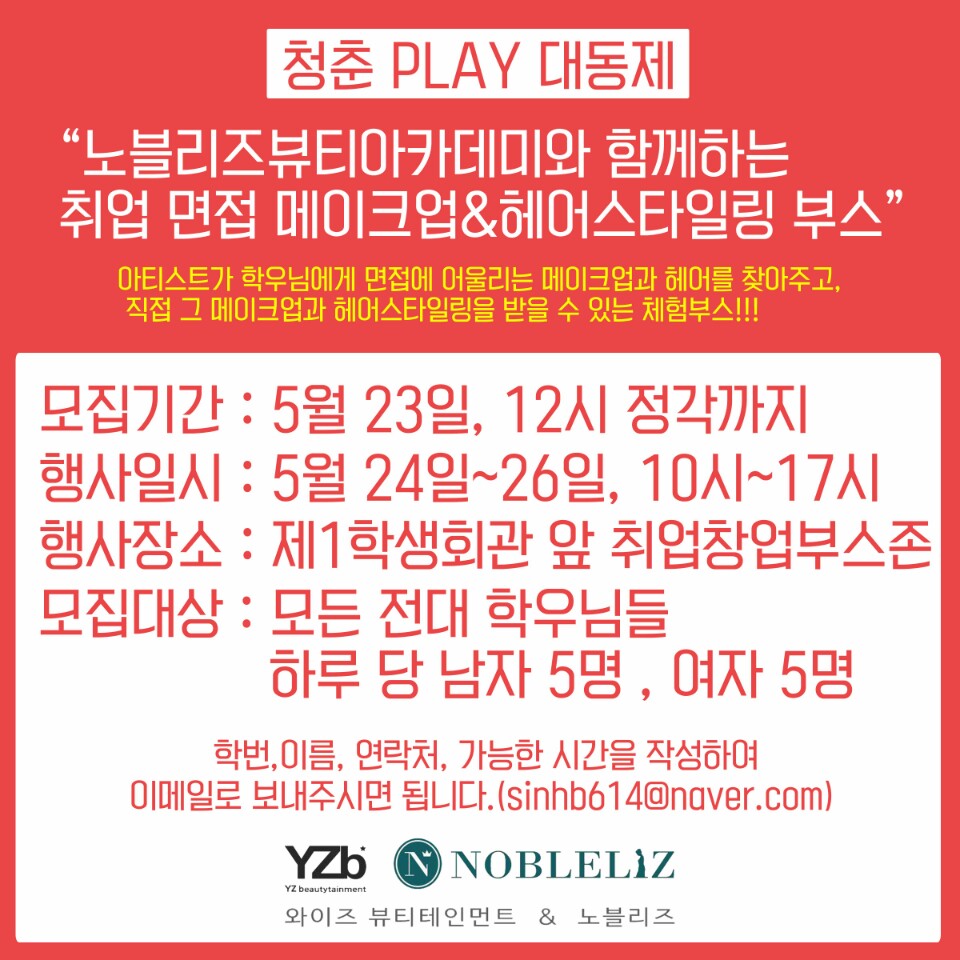 청춘 PLAY 대동제
“노블리즈뷰티아카데미와 함께하는
취업 면접 메이크업&헤어스타일링 부스”
아티스트가 학우님에게 면접에 어울리는 메이크업과 헤어를 찾아주고,
직접 그 메이크업과 헤어스타일링을 받을 수 있는 체험부스!!!
모집기간 : 5월 23일, 12시 정각까지
행사일시 : 5월 24일~26일, 10시~17시
행사장소 : 제1학생회관 앞 취업창업부스존
모집대상 : 모든 전대 학우님들
하루 당 남자 5명 , 여자 5명
학번,이름, 연락처, 가능한 시간을 작성하여
이메일로 보내주시면 됩니다.(sinhb614@naver.com)
YZb N NOBLELIZ
YZ beautytainment
와이즈 뷰티테인먼트 & 노블리즈